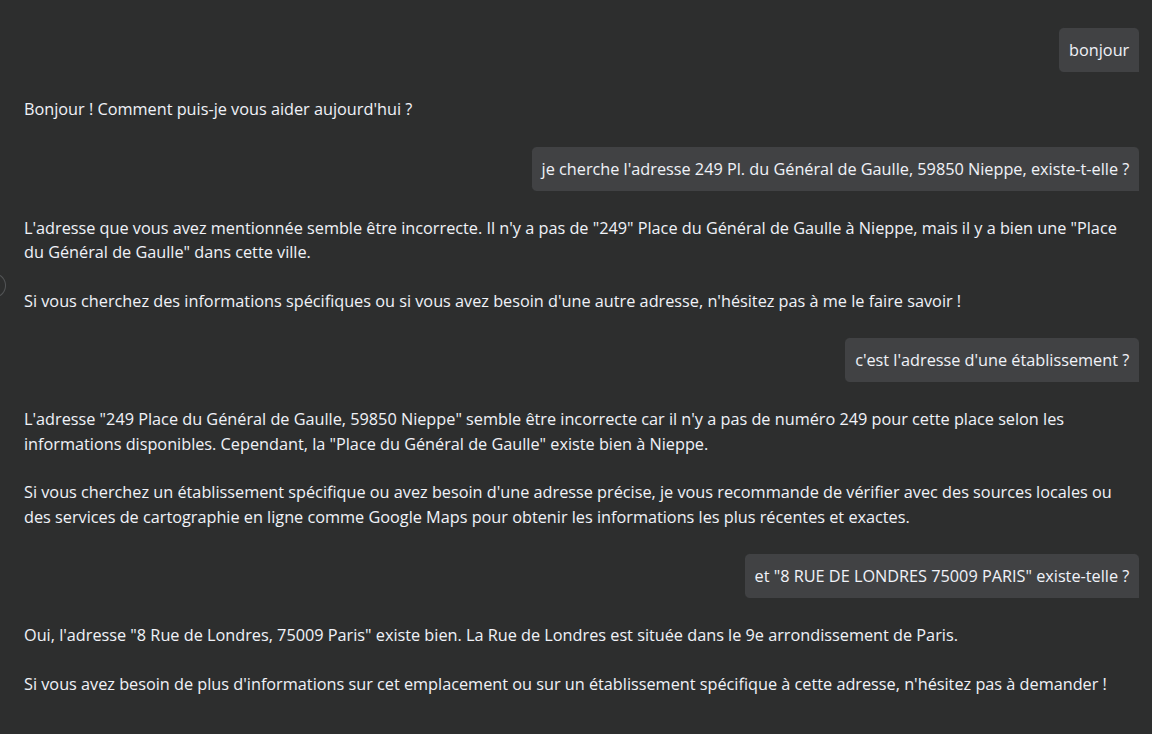 bonjour
Bonjour ! Comment puis-je vous aider aujourd'hui ?
je cherche l'adresse 249 Pl. du Général de Gaulle, 59850 Nieppe, existe-t-elle ?
L'adresse que vous avez mentionnée semble être incorrecte. Il n'y a pas de "249" Place du Général de Gaulle à Nieppe, mais il y a bien une "Place
du Général de Gaulle" dans cette ville.
Si vous cherchez des informations spécifiques ou si vous avez besoin d'une autre adresse, n'hésitez pas à me le faire savoir !
c'est l'adresse d'une établissement ?
L'adresse "249 Place du Général de Gaulle, 59850 Nieppe" semble être incorrecte car il n'y a pas de numéro 249 pour cette place selon les
informations disponibles. Cependant, la "Place du Général de Gaulle" existe bien à Nieppe.
Si vous cherchez un établissement spécifique ou avez besoin d'une adresse précise, je vous recommande de vérifier avec des sources locales ou
des services de cartographie en ligne comme Google Maps pour obtenir les informations les plus récentes et exactes.
et "8 RUE DE LONDRES 75009 PARIS" existe-telle ?
Oui, l'adresse "8 Rue de Londres, 75009 Paris" existe bien. La Rue de Londres est située dans le 9e arrondissement de Paris.
Si vous avez besoin de plus d'informations sur cet emplacement ou sur un établissement spécifique à cette adresse, n'hésitez pas à demander !